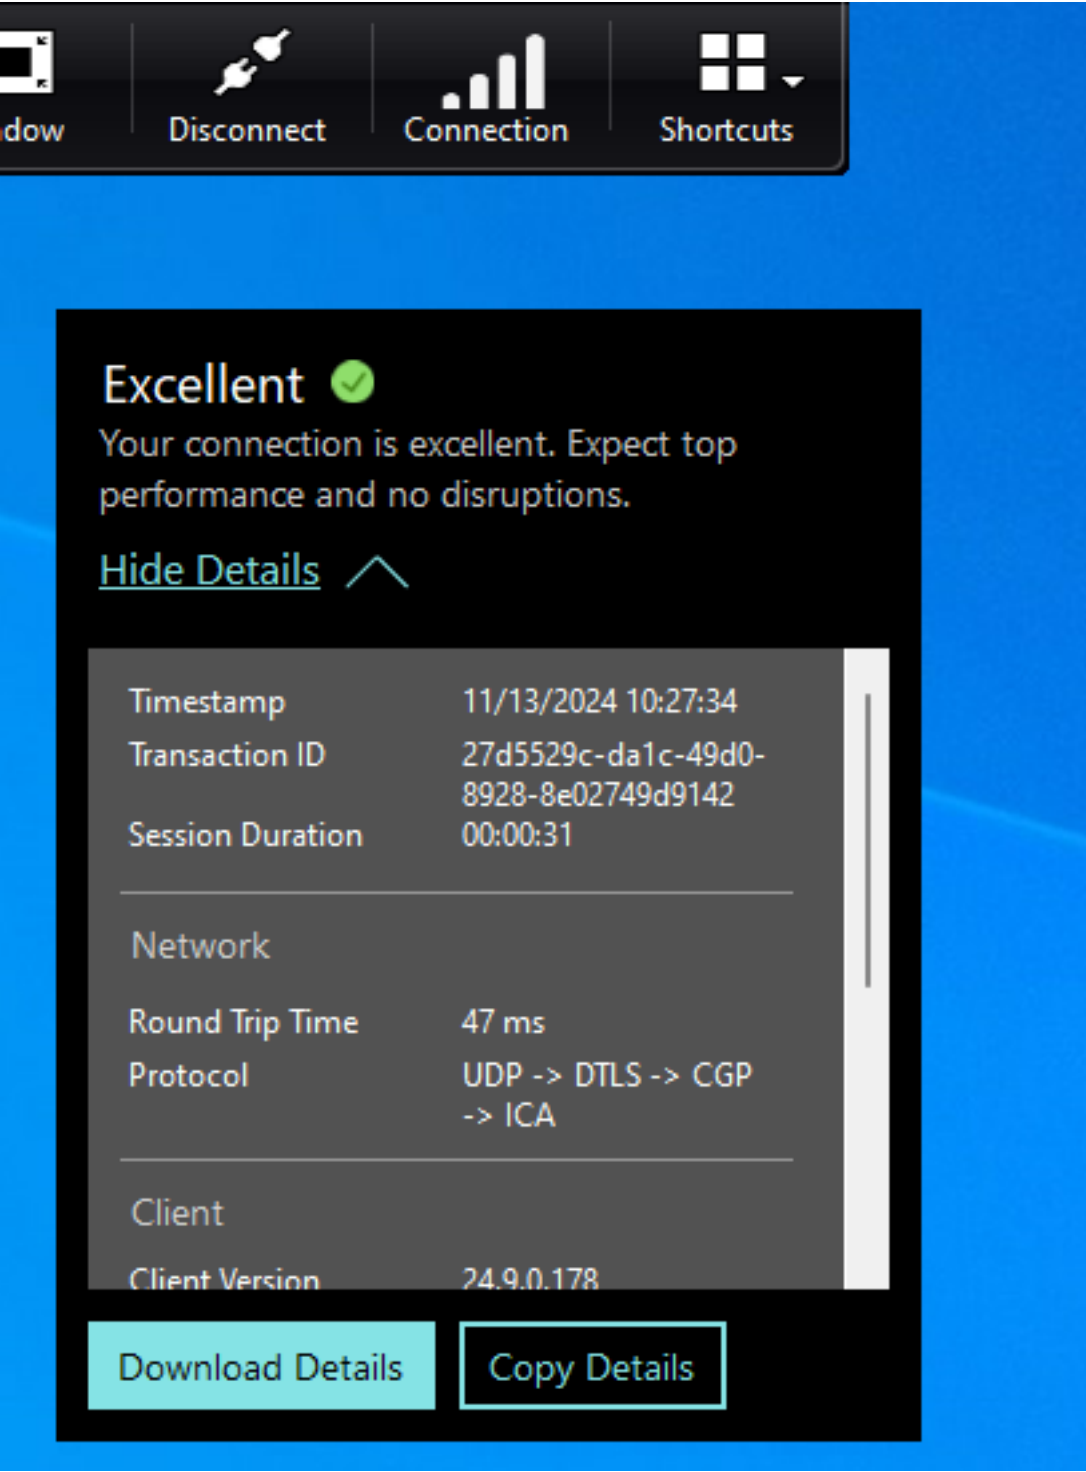 Disconnect
Connection
Shortcuts
Excellent
Your connection is excellent. Expect top
performance and no disruptions.
Hide Details
Timestamp 11/13/2024 10:27:34
Transaction ID 27d5529c-da1c-49d0-
8928-8e02749d9142
Session Duration 00:00:31
Network
Round Trip Time 47 ms
Protocol UDP -> DTLS -> CGP
-> ICA
Client
Client Version 24.9.0.178
Download Details
Copy Details